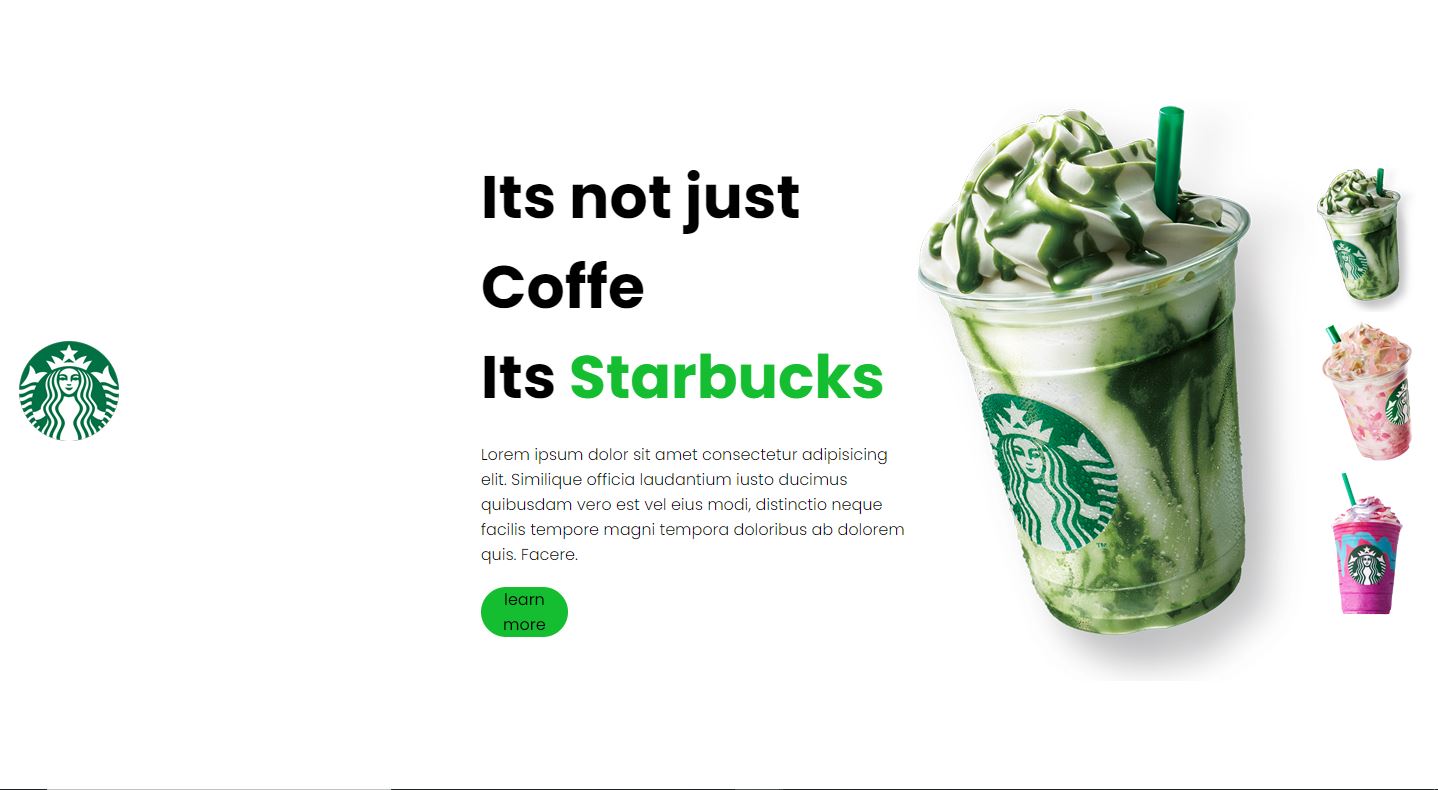 Its not just
Coffe
Its Starbucks
Lorem ipsum dolor sit amet consectetur adipisicing
elit. Similique officia laudantium iusto ducimus
quibusdam vero est vel eius modi, distinctio neque
facilis tempore magni tempora doloribus ab dolorem
quis. Facere.
learn
more
TM